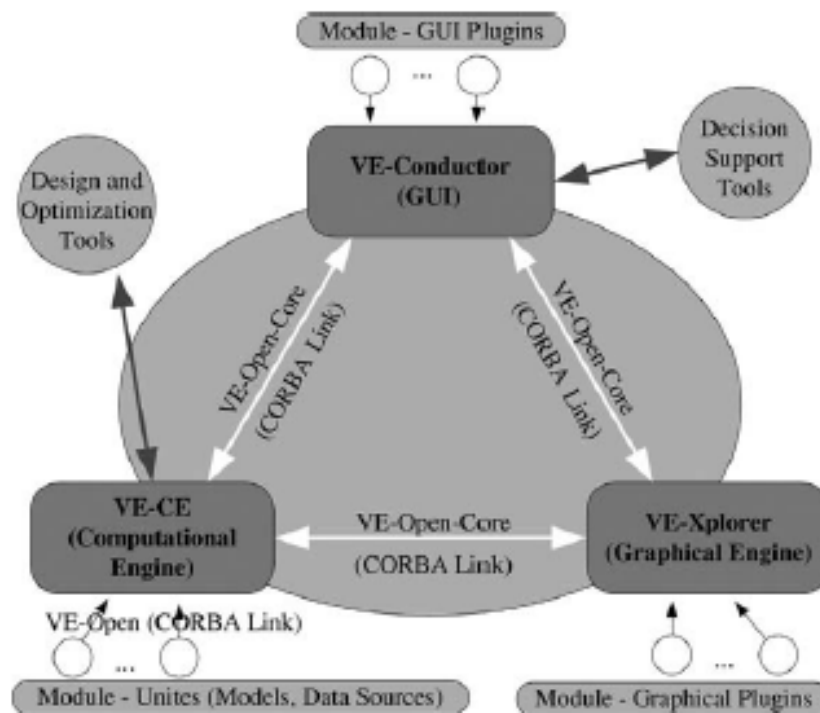 Module - GUI Plugins
...
VE-Conductor
(GUI)
Decision
Support
Tools
Design and
Optimization
Tools
VE-Open-Core
(CORBA Link)
VE-Open-Core
(CORBA Link)
VE-CE
(Computational
Engine)
VE-Open-Core
(CORBA Link)
VE-Xplorer
(Graphical Engine)
VE-Open (CORBA Link)
...
...
Module - Unites (Models, Data Sources)
Module - Graphical Plugins